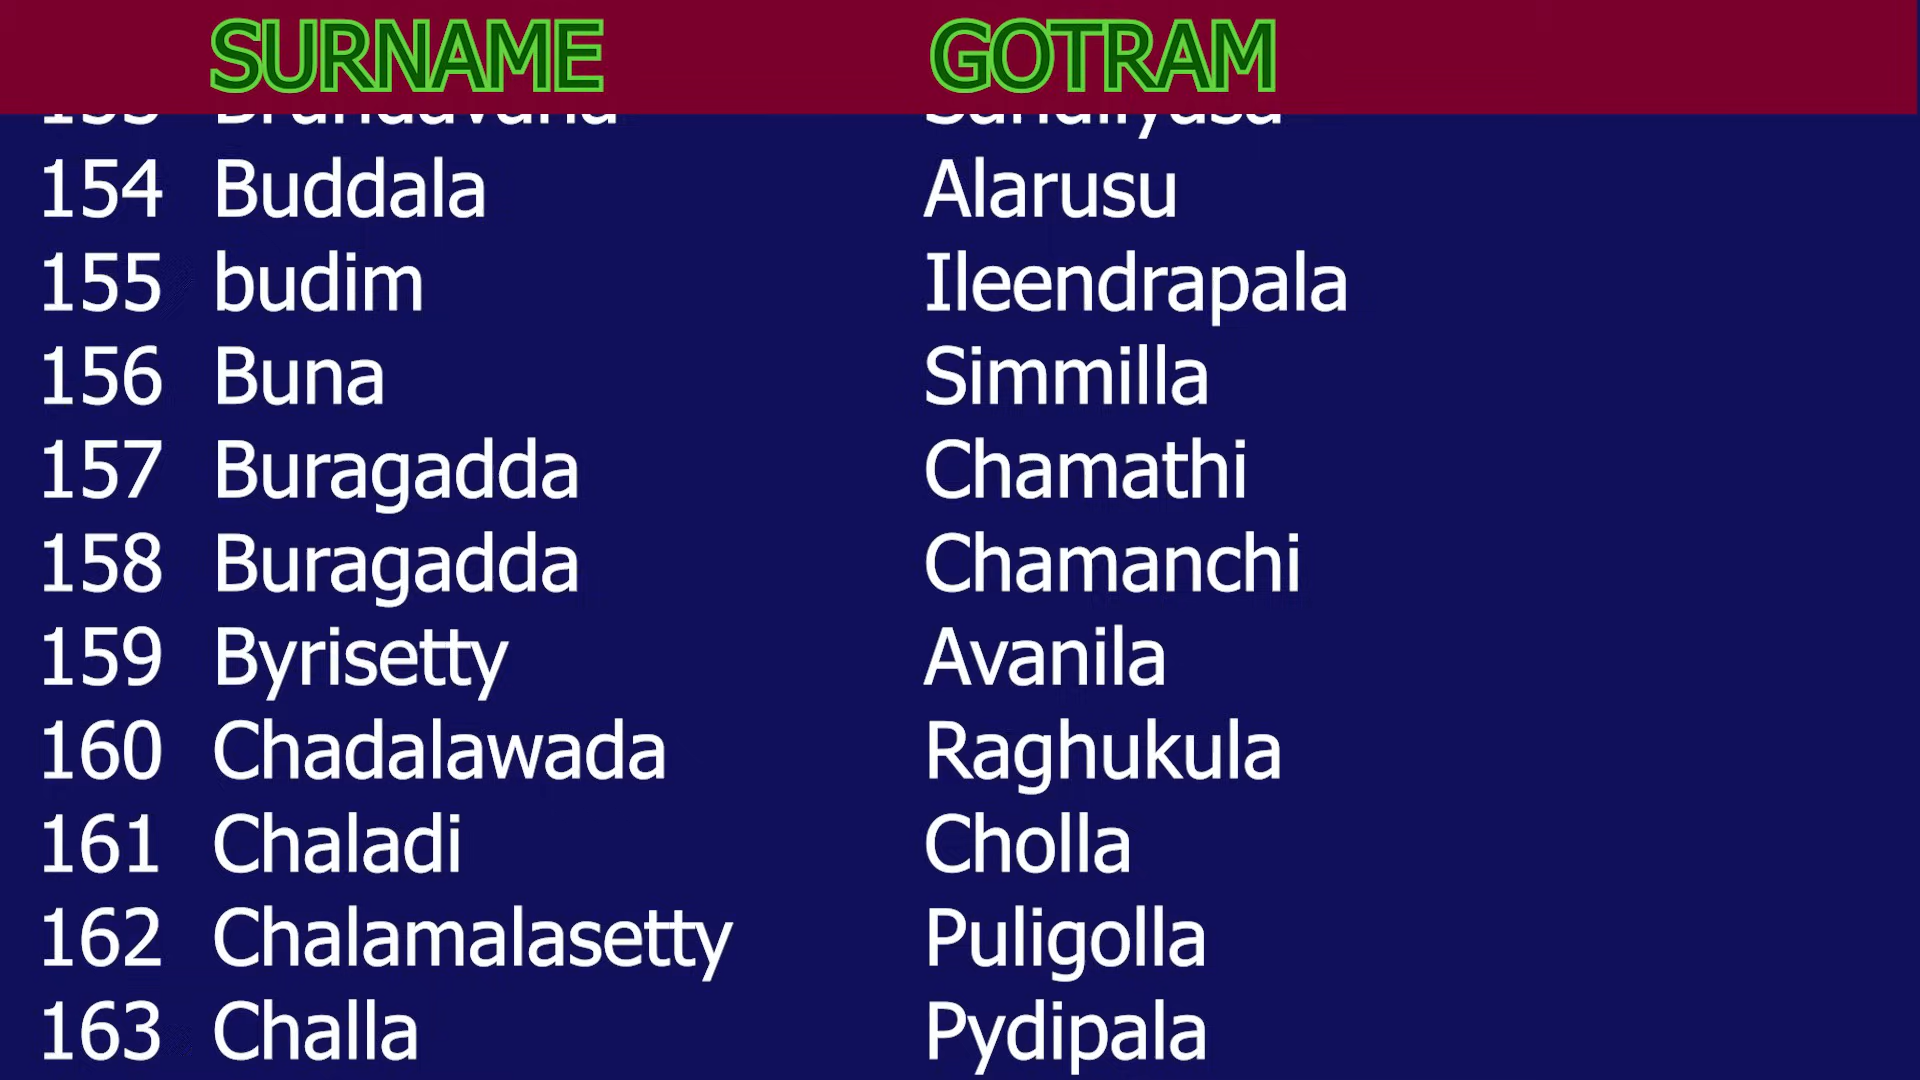 SURNAME GOTRAM
154 Buddala Alarusu
155 budim Ileendrapala
156 Buna Simmilla
157 Buragadda Chamathi
158 Buragadda Chamanchi
159 Byrisetty Avanila
160 Chadalawada Raghukula
161 Chaladi Cholla
162 Chalamalasetty Puligolla
163 Challa Pydipala